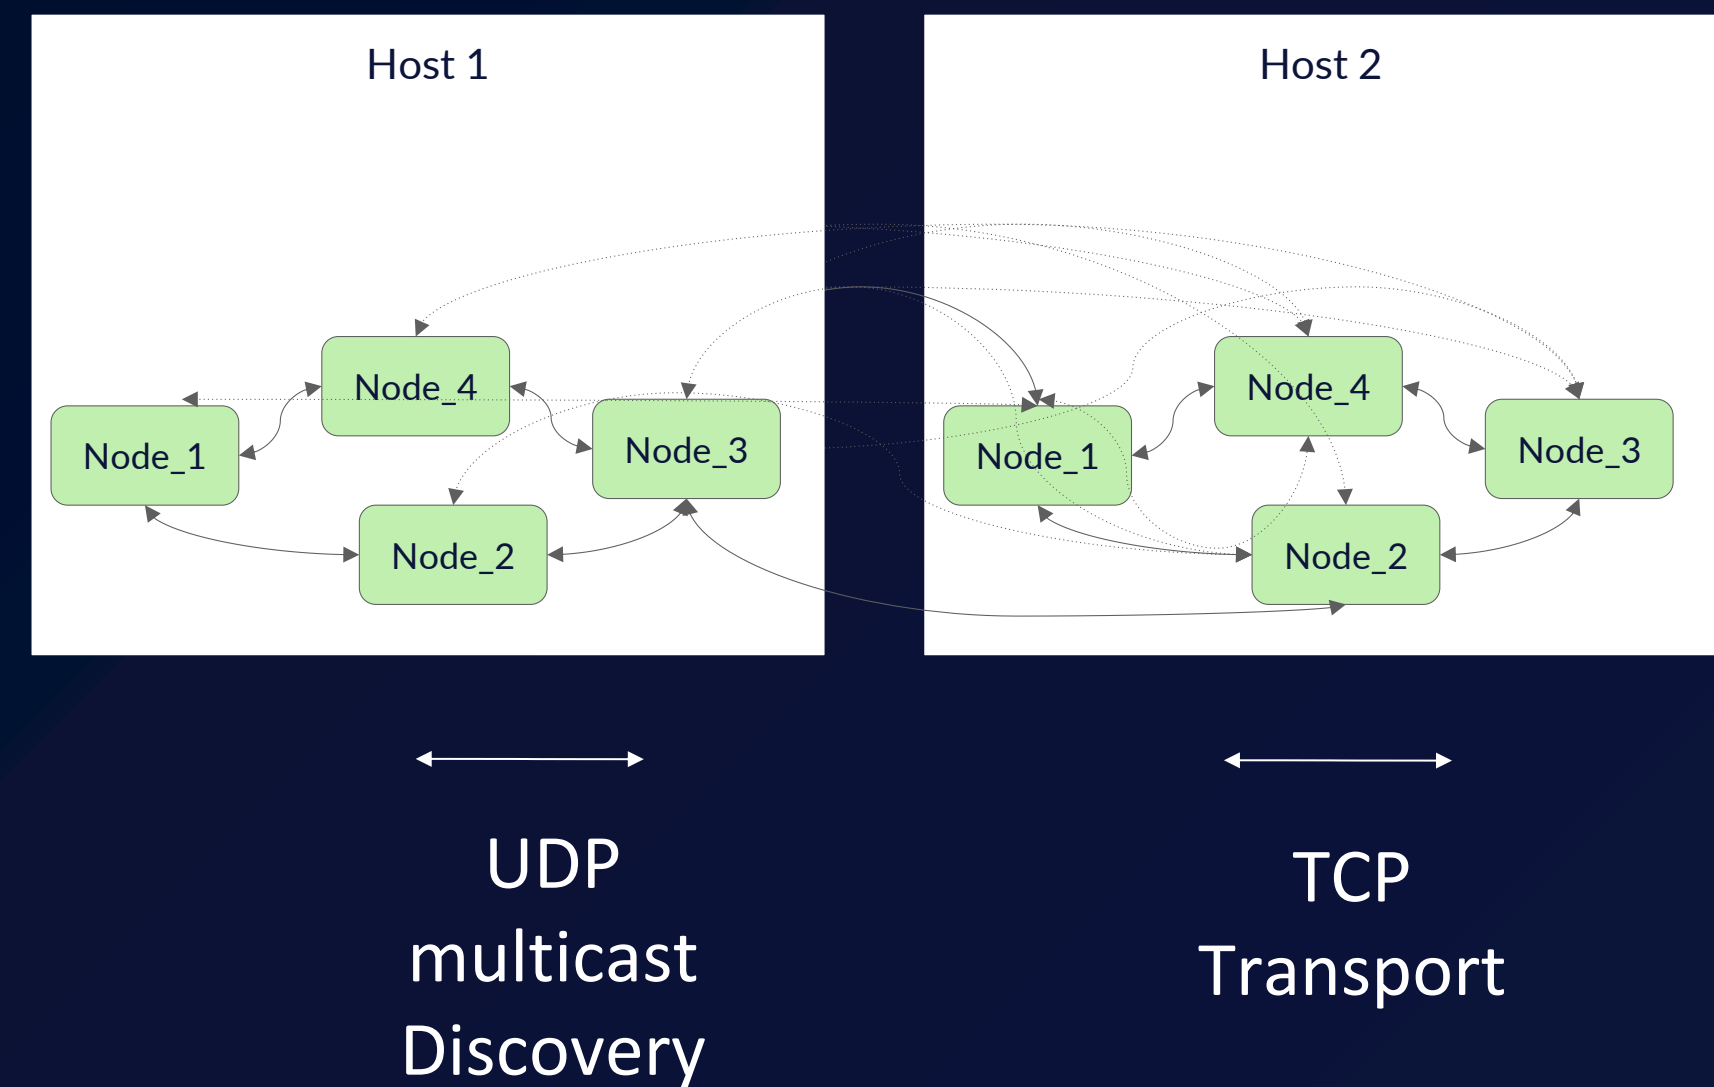 Host 1
Host 2
Node_4
Node_1
Node_3
Node_2
Node_4
Node_1
Node_3
Node_2
UDP
multicast
Discovery
TCP
Transport